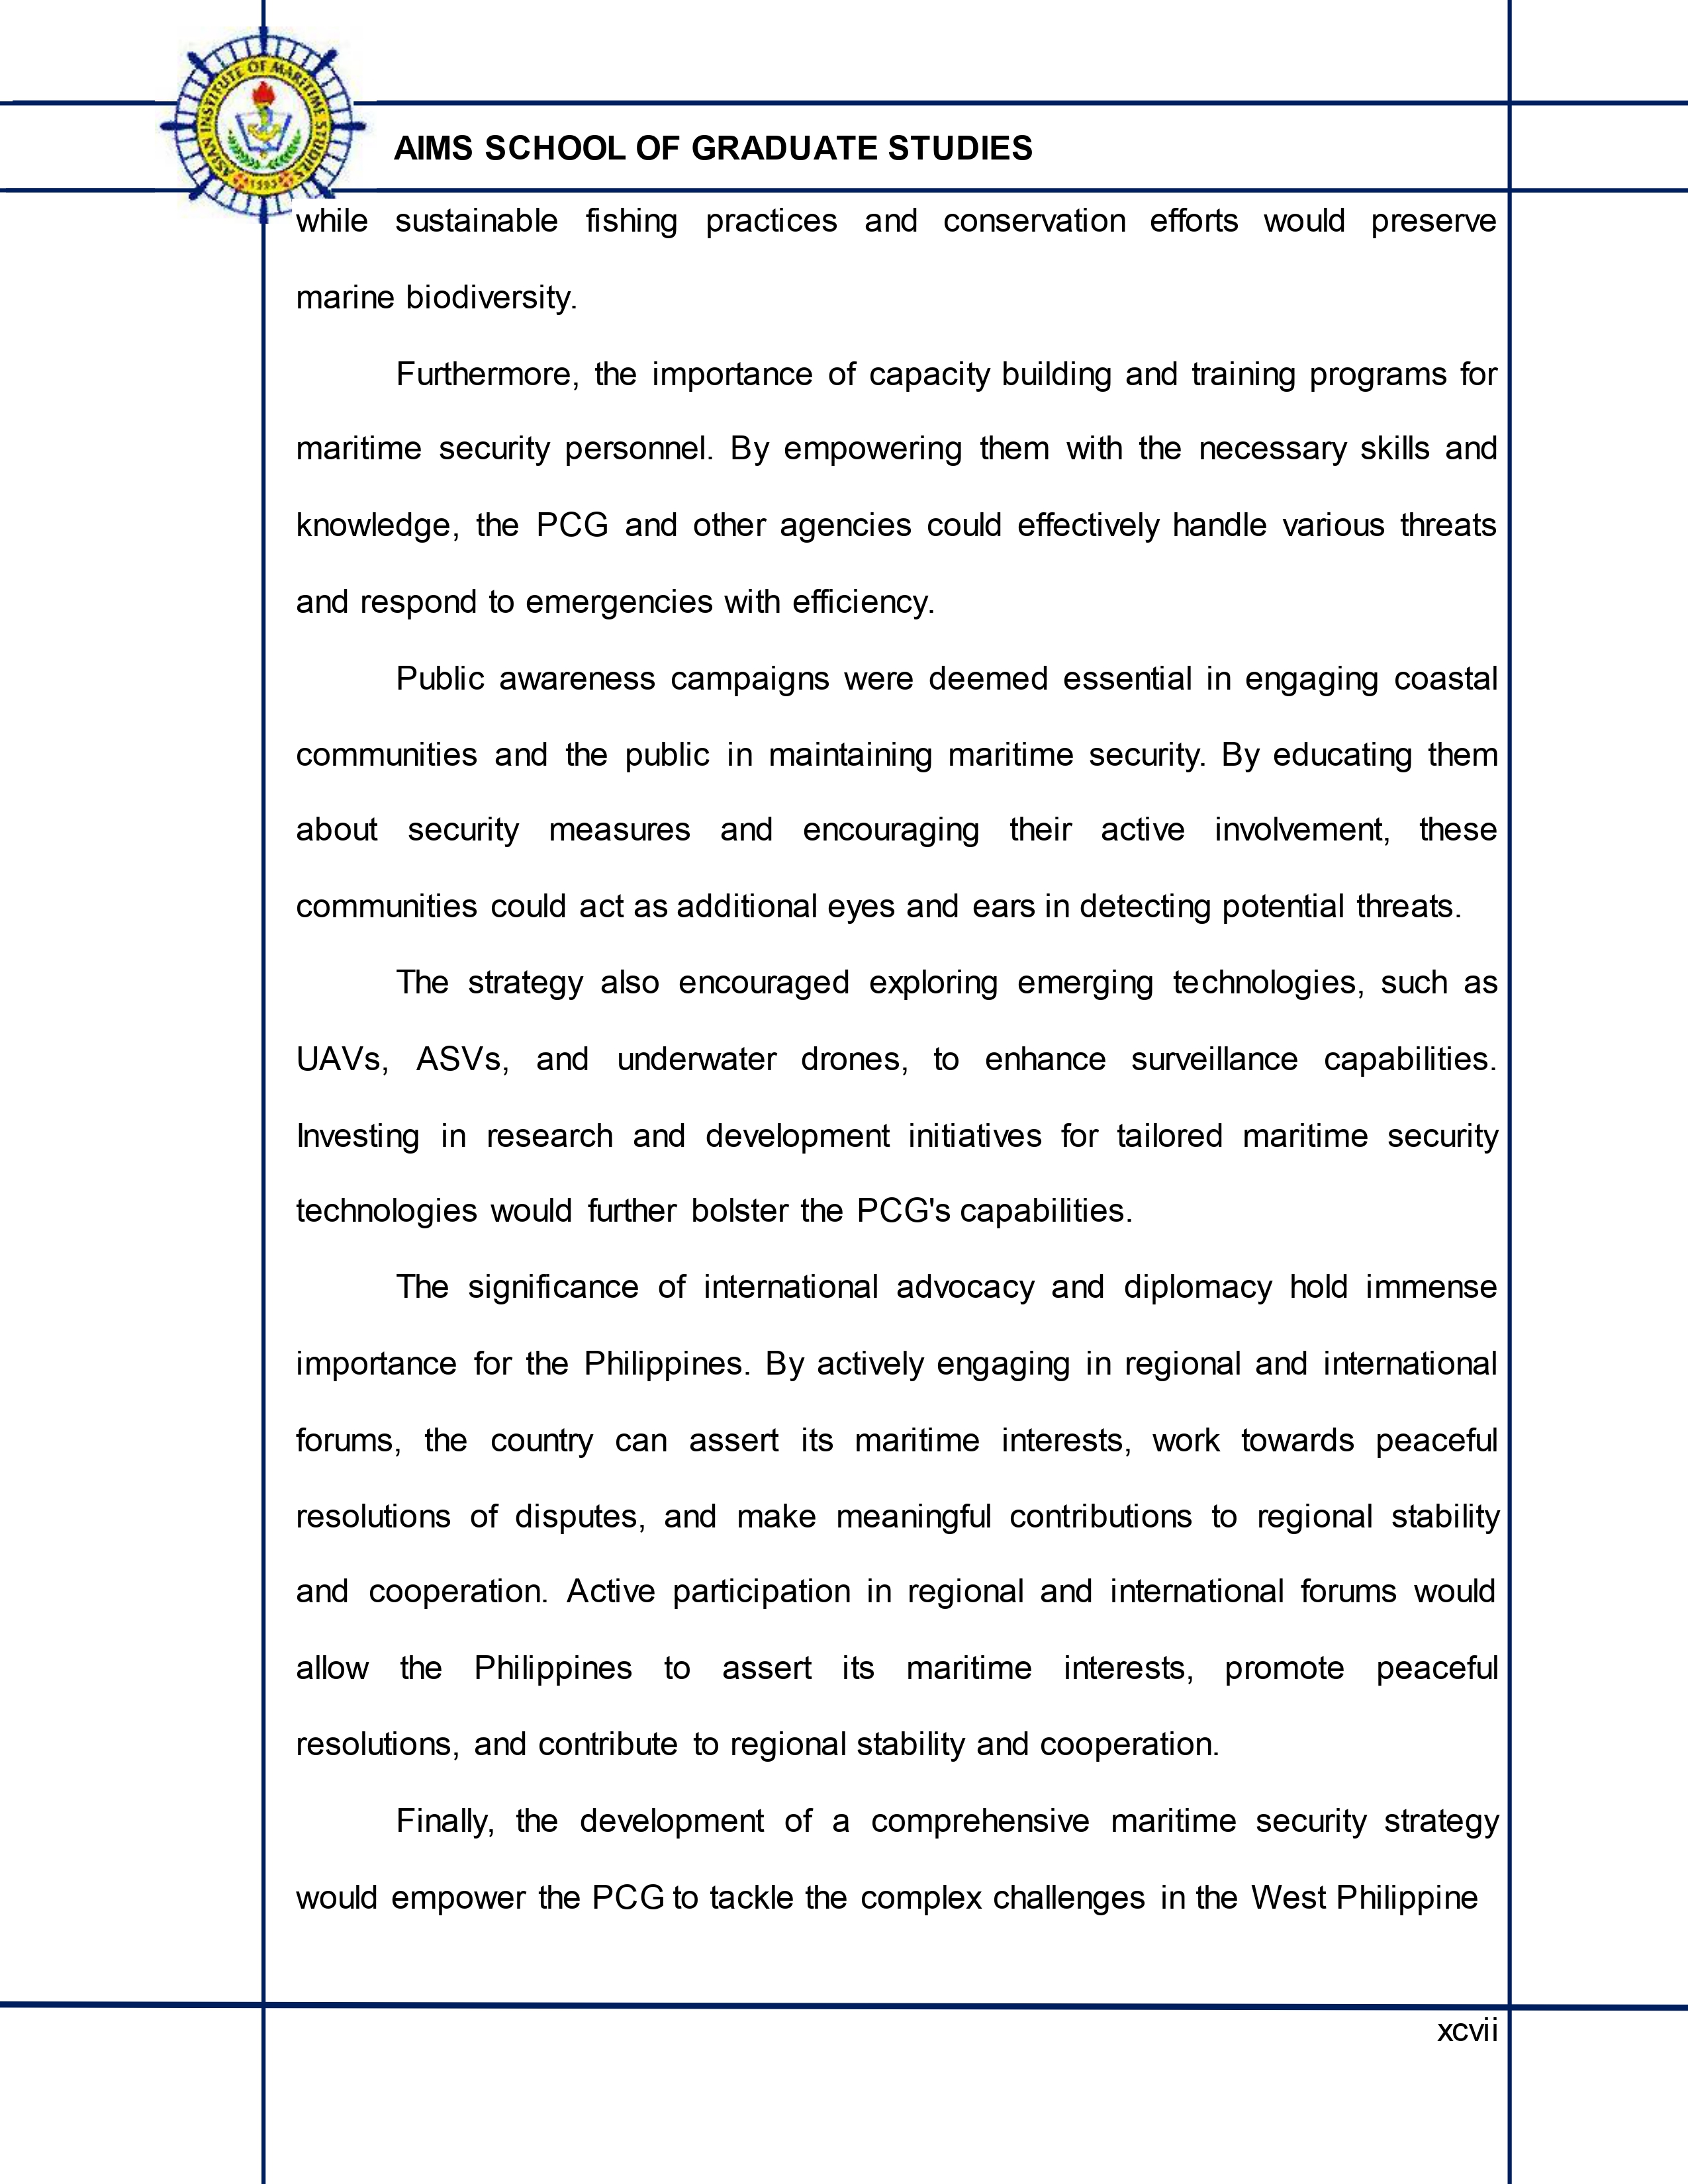 ASIAN INSTITUTE OF MARITIME STUDIES
1993
AIMS SCHOOL OF GRADUATE STUDIES
while sustainable fishing practices and conservation efforts would preserve
marine biodiversity.
Furthermore, the importance of capacity building and training programs for
maritime security personnel. By empowering them with the necessary skills and
knowledge, the PCG and other agencies could effectively handle various threats
and respond to emergencies with efficiency.
Public awareness campaigns were deemed essential in engaging coastal
communities and the public in maintaining maritime security. By educating them
about security measures and encouraging their active involvement, these
communities could act as additional eyes and ears in detecting potential threats.
The strategy also encouraged exploring emerging technologies, such as
UAVs, ASVs, and underwater drones, to enhance surveillance capabilities.
Investing in research and development initiatives for tailored maritime security
technologies would further bolster the PCG's capabilities.
The significance of international advocacy and diplomacy hold immense
importance for the Philippines. By actively engaging in regional and international
forums, the country can assert its maritime interests, work towards peaceful
resolutions of disputes, and make meaningful contributions to regional stability
and cooperation. Active participation in regional and international forums would
allow the Philippines to assert its maritime interests, promote peaceful
resolutions, and contribute to regional stability and cooperation.
Finally, the development of a comprehensive maritime security strategy
would empower the PCG to tackle the complex challenges in the West Philippine
xcvii